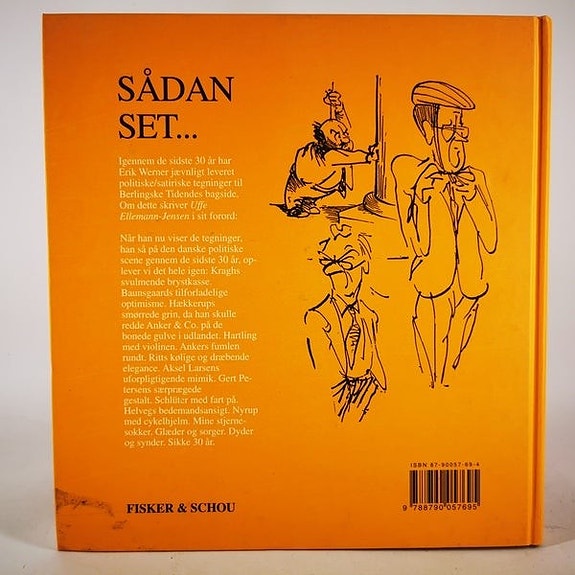 SÅDAN
SET...
Igennem de sidste 30 år har
Erik Werner jævnligt leveret
politiske/satiriske tegninger til
Berlingske Tidendes bagside.
Om dette skriver Uffe
Ellemann-Jensen i sit forord:
Når han nu viser de tegninger,
han så på den danske politiske
scene gennem de sidste 30 år, op-
lever vi det hele igen: Kraghs
svulmende brystkasse.
Baunsgaards tilforladelige
optimisme. Hækkerups
smørrede grin, da han skulle
redde Anker & Co. på de
bonede gulve i udlandet. Hartling
med violinen. Ankers fumlen
rundt. Ritts kølige og dræbende
elegance. Aksel Larsens
uforpligtigende mimik. Gert Pe-
tersens særprægede
gestalt. Schlüter med fart på.
Helvegs bedemandsansigt. Nyrup
med cykelhjelm. Mine stjerne-
sokker. Glæder og sorger. Dyder
og synder. Sikke 30 år.
FISKER & SCHOU
ISBN 87-90057-69-4
9 788790 057695